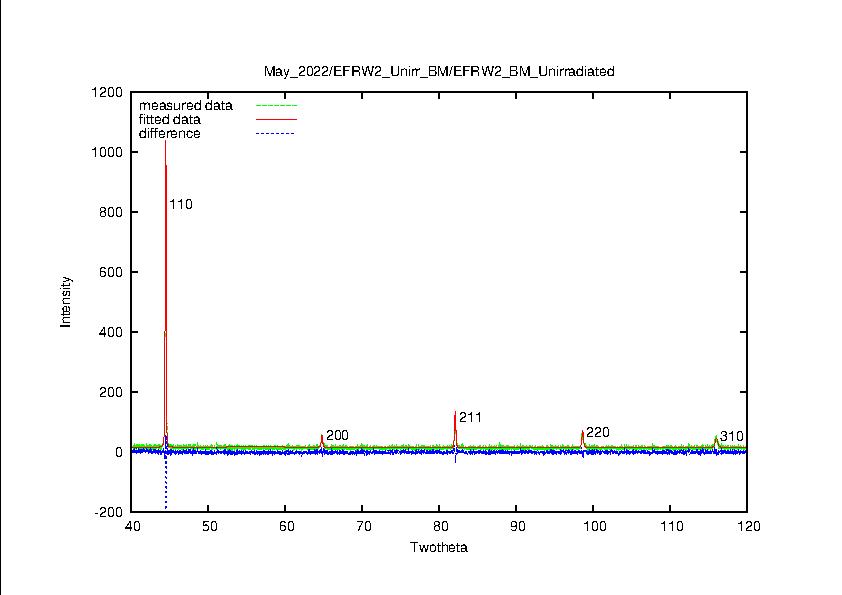 May_2022/EFRW2_Unirr_BM/EFRW2_BM_Unirradiated
1200
measured data
fitted data
difference
1000
110
800
600
Intensity
400
200
211
220
200
310
0
-200
40 50 60 70 80 90 100 110 120
Twotheta